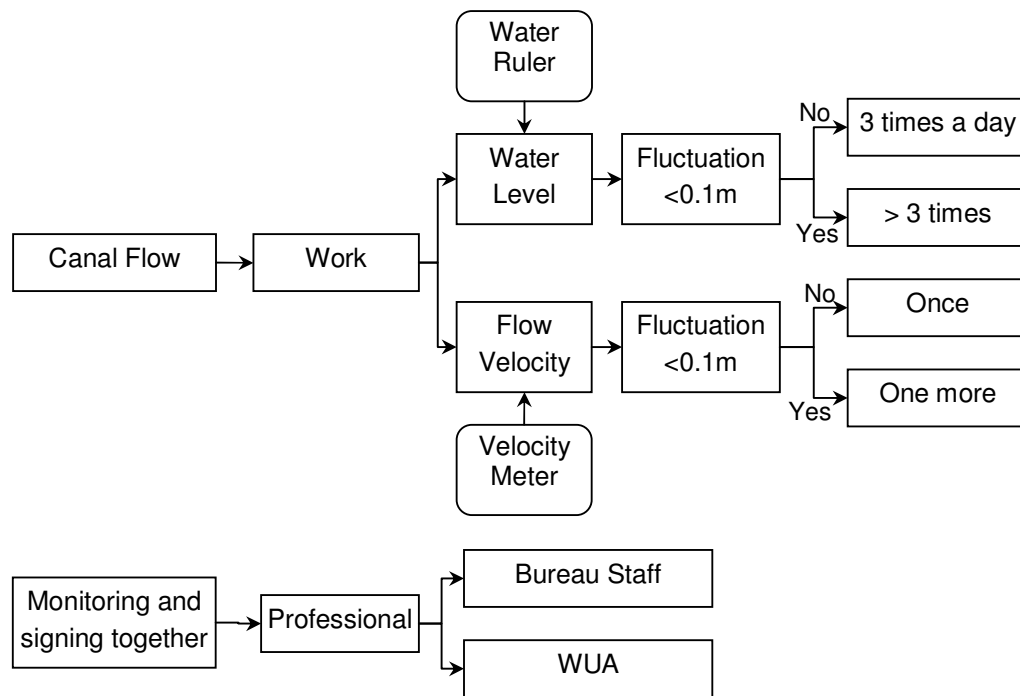 Water
Ruler
Water
Level
Fluctuation
<0.1m
No
3 times a day
Yes
> 3 times
Canal Flow
Work
Flow
Velocity
Fluctuation
<0.1m
No
Once
Yes
One more
Velocity
Meter
Monitoring and
signing together
Professional
Bureau Staff
WUA